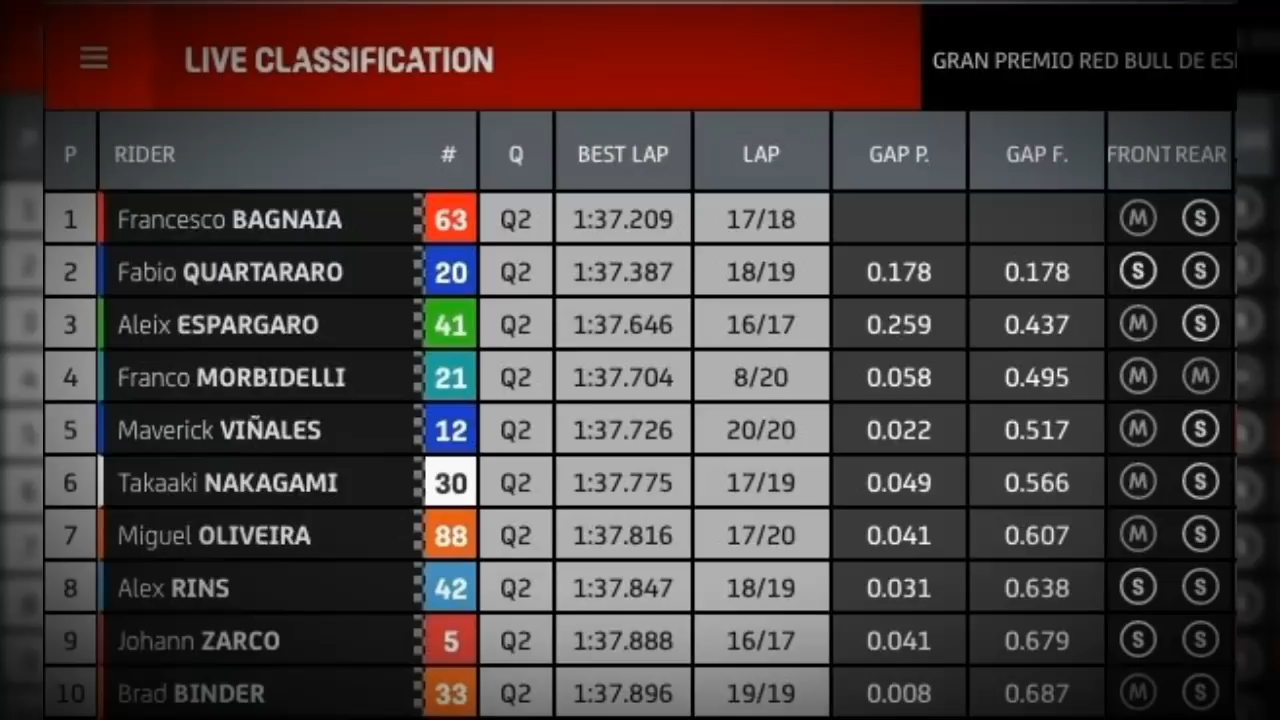 LIVE CLASSIFICATION GRAN PREMIO RED BULL DE
P RIDER # Q BEST LAP LAP GAP P. GAP F. FRONT REAR
1 Francesco BAGNAIA 63 Q2 1:37.209 17/18 M S
2 Fabio QUARTARARO 20 Q2 1:37.387 18/19 0.178 0.178 S S
3 Aleix ESPARGARO 41 Q2 1:37.646 16/17 0.259 0.437 M S
4 Franco MORBIDELLI 21 Q2 1:37.704 8/20 0.058 0.495 M M
5 Maverick VIÑALES 12 Q2 1:37.726 20/20 0.022 0.517 M S
6 Takaaki NAKAGAMI 30 Q2 1:37.775 17/19 0.049 0.566 M S
7 Miguel OLIVEIRA 88 Q2 1:37.816 17/20 0.041 0.607 M S
8 Alex RINS 42 Q2 1:37.847 18/19 0.031 0.638 S S
9 Johann ZARCO 5 Q2 1:37.888 16/17 0.041 0.679 S S
10 Brad BINDER 33 Q2 1:37.896 19/19 0.008 0.687 M S